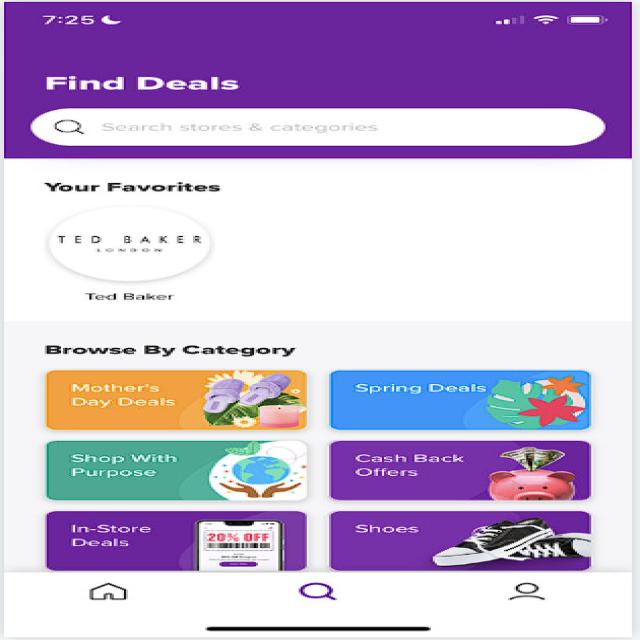 7:25
Find Deals
Search stores & categories
Your Favorites
TED BAKER
LONDON
Ted Baker
Browse By Category
Mother's
Day Deals
Spring Deals
Shop With
Purpose
Cash Back
Offers
In-Store
Deals
20% OFF
Shoes